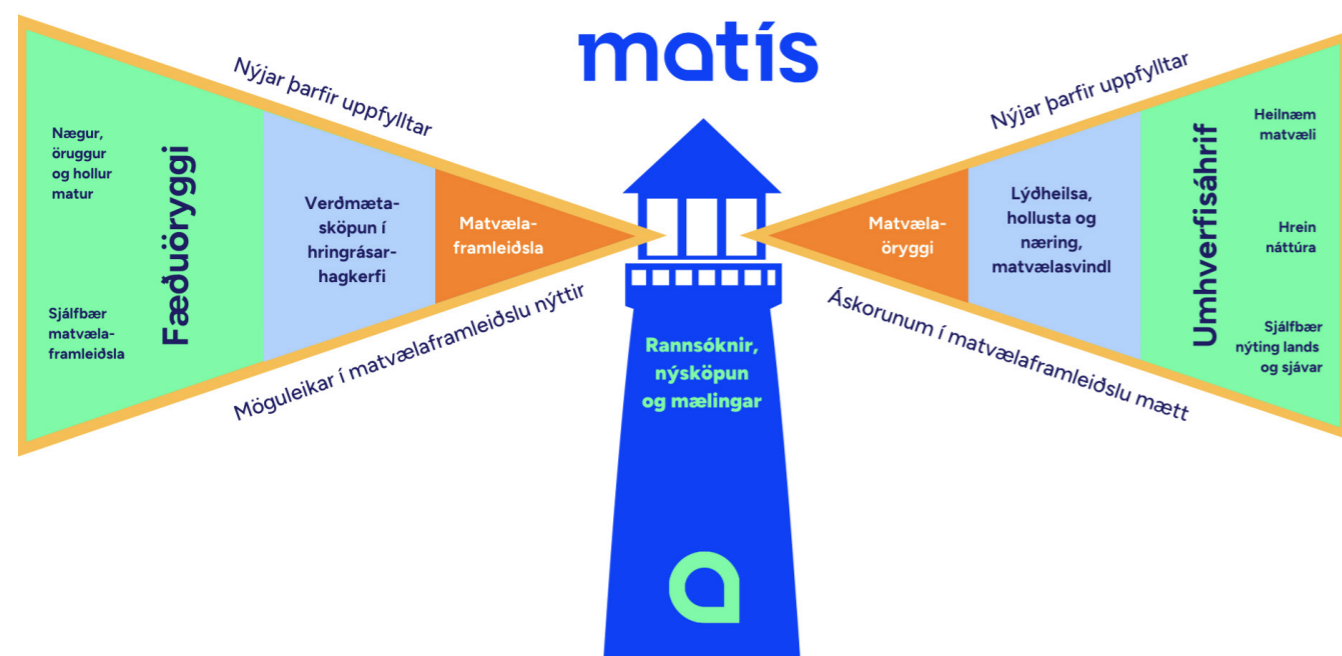 matís
Nýjar þarfir uppfylltar
Nægur,
öruggur
og hollur
matur
Sjálfbær
matvæla-
framleiðsla
Fæðuöryggi
Verðmæta-
sköpun í
hringrásar-
hagkerfi
Matvæla-
framleiðsla
Möguleikar í matvælaframleiðslu nýttir
Rannsóknir,
nýsköpun
og mælingar
Nýjar þarfir uppfylltar
Matvæla-
öryggi
Lýðheilsa,
hollusta og
næring,
matvælasvindl
Umhverfisáhrif
Heilnæm
matvæli
Hrein
náttúra
Sjálfbær
nýting lands
og sjávar
Áskorunum í matvælaframleiðslu mætt